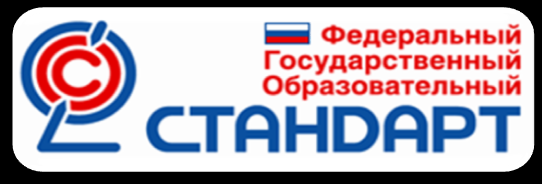 Федеральный
Государственный
Образовательный
СТАНДАРТ